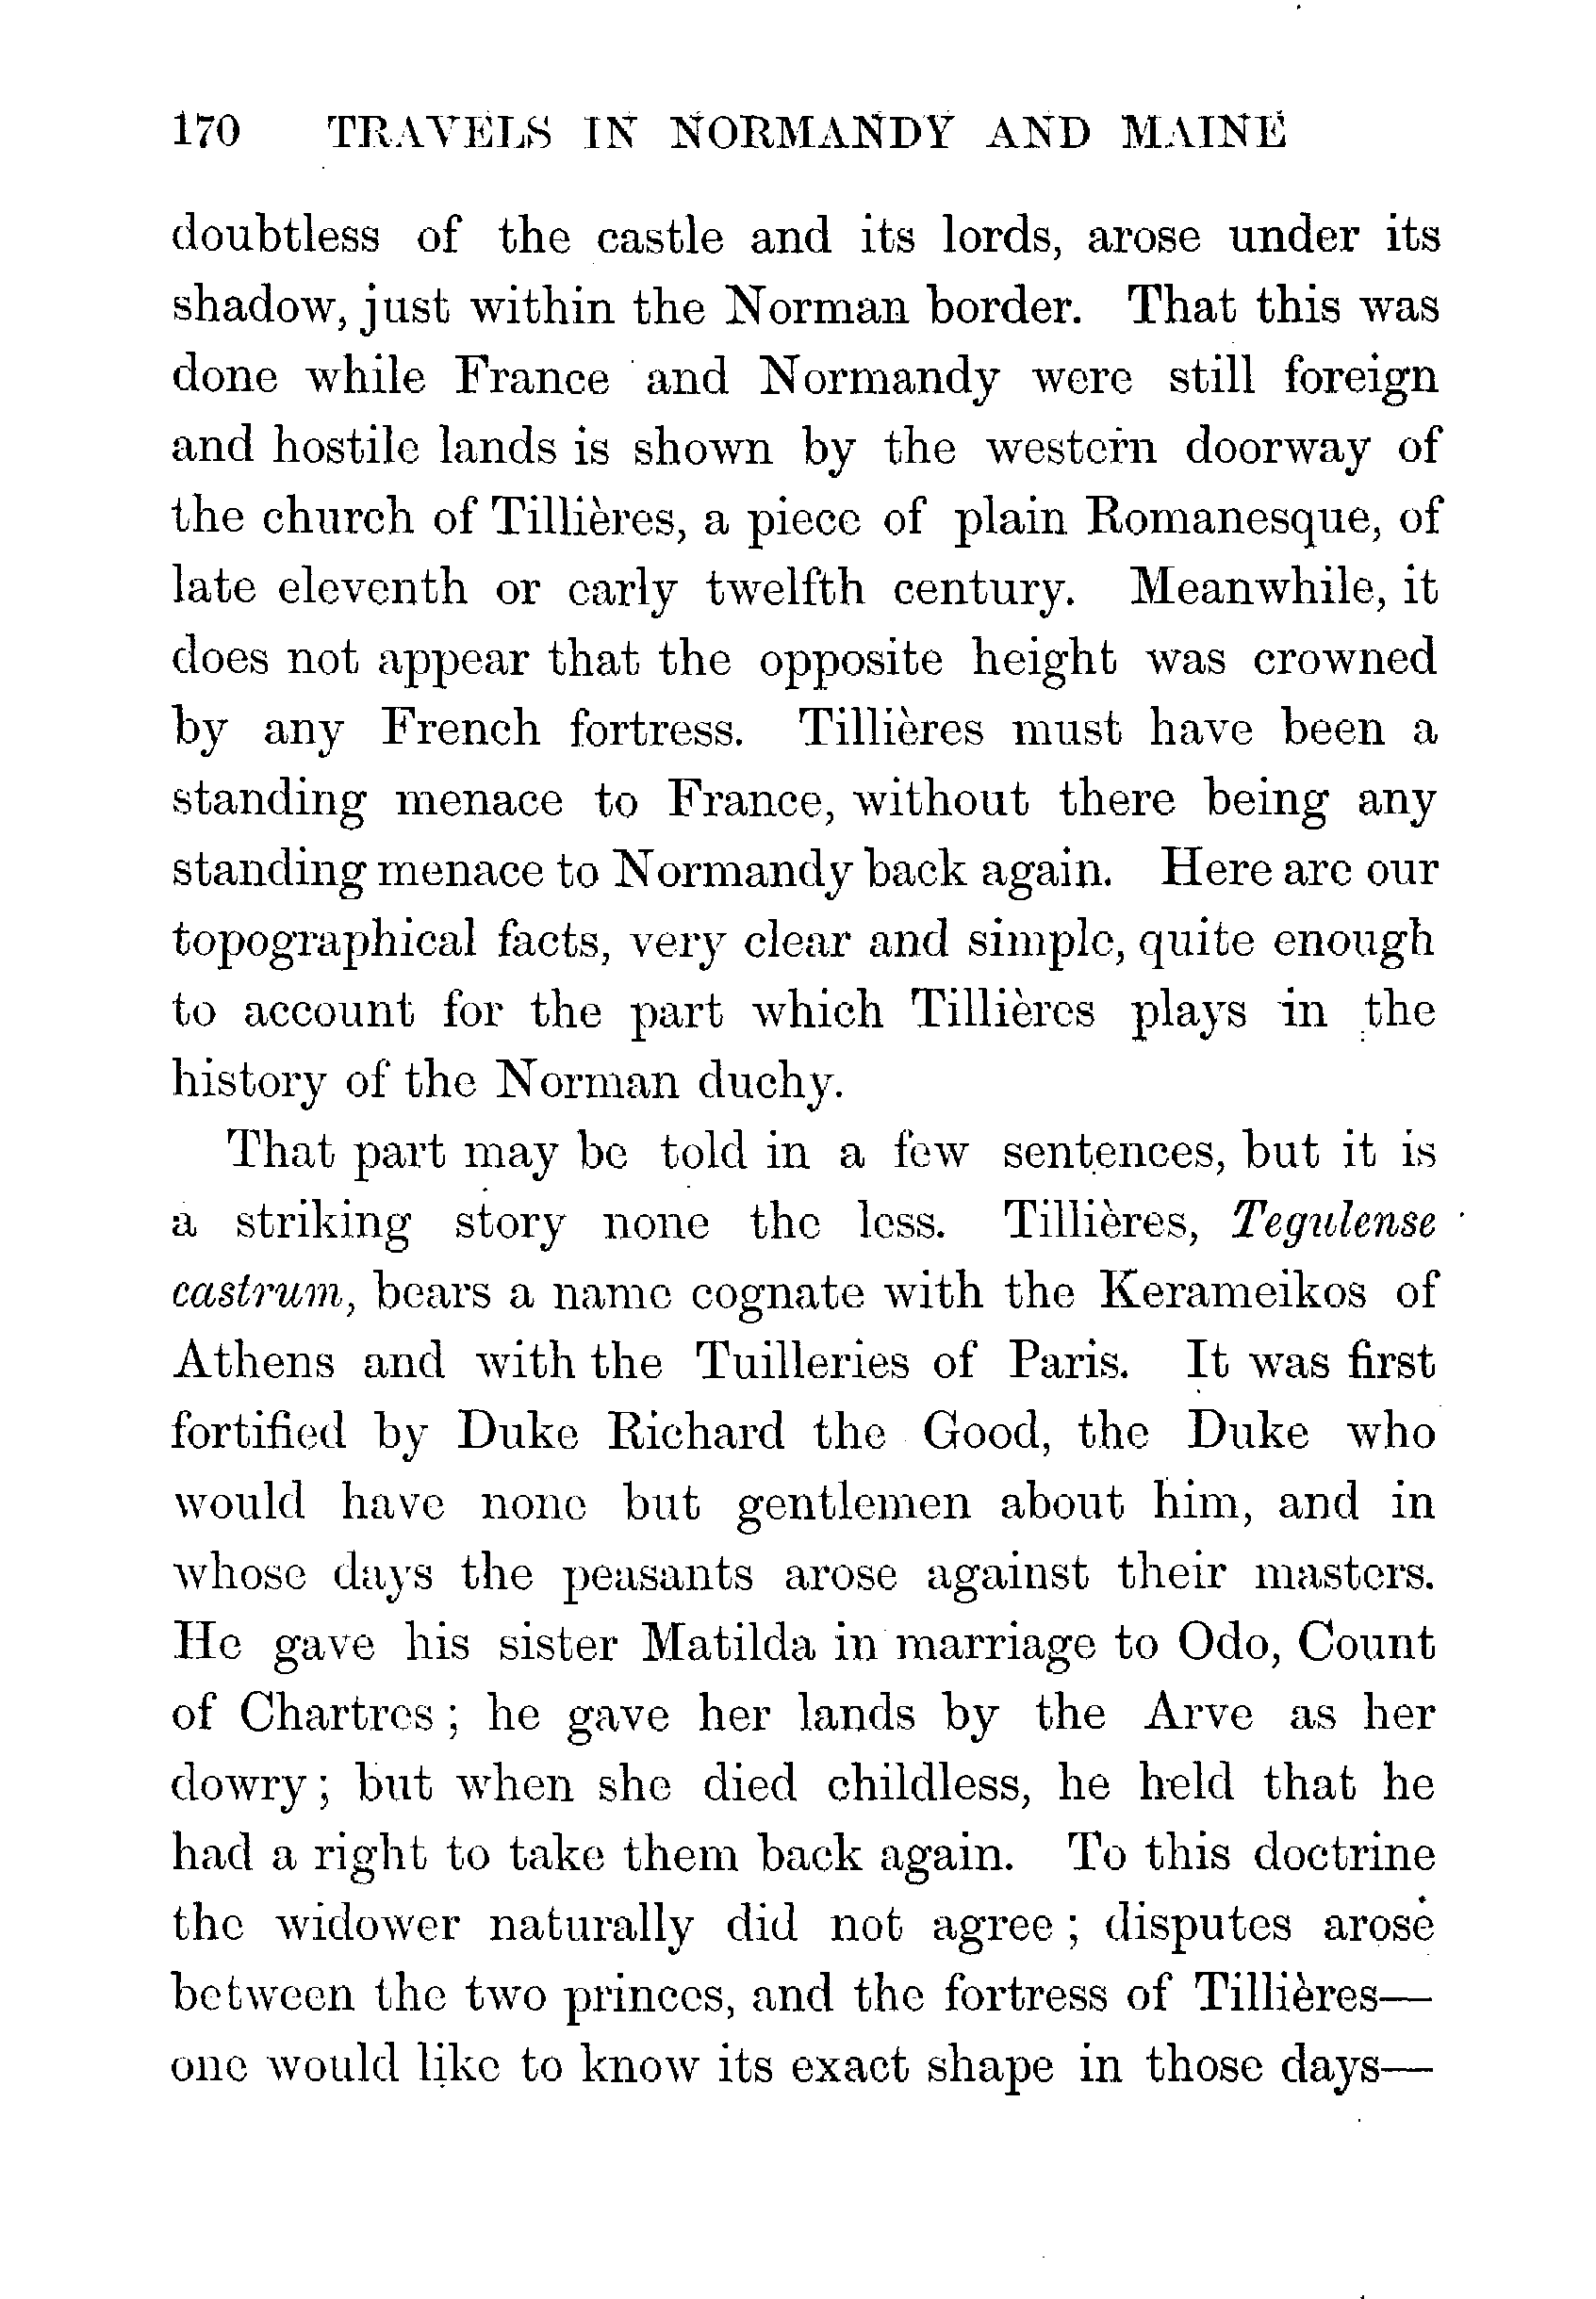 170 TRAVELS IN NORMANDY AND MAINE
doubtless of the castle and its lords, arose under its
shadow, just within the Norman border. That this was
done while France and Normandy were still foreign
and hostile lands is shown by the western doorway of
the church of Tillières, a piece of plain Romanesque, of
late eleventh or early twelfth century. Meanwhile, it
does not appear that the opposite height was crowned
by any French fortress. Tillières must have been a
standing menace to France, without there being any
standing menace to Normandy back again. Here are our
topographical facts, very clear and simple, quite enough
to account for the part which Tillières plays in the
history of the Norman duchy.
That part may be told in a few sentences, but it is
a striking story none the less. Tillières, Tegulense
castrum, bears a name cognate with the Kerameikos of
Athens and with the Tuilleries of Paris. It was first
fortified by Duke Richard the Good, the Duke who
would have none but gentlemen about him, and in
whose days the peasants arose against their masters.
He gave his sister Matilda in marriage to Odo, Count
of Chartres; he gave her lands by the Arve as her
dowry; but when she died childless, he held that he
had a right to take them back again. To this doctrine
the widower naturally did not agree; disputes arose
between the two princes, and the fortress of Tillières—
one would like to know its exact shape in those days—